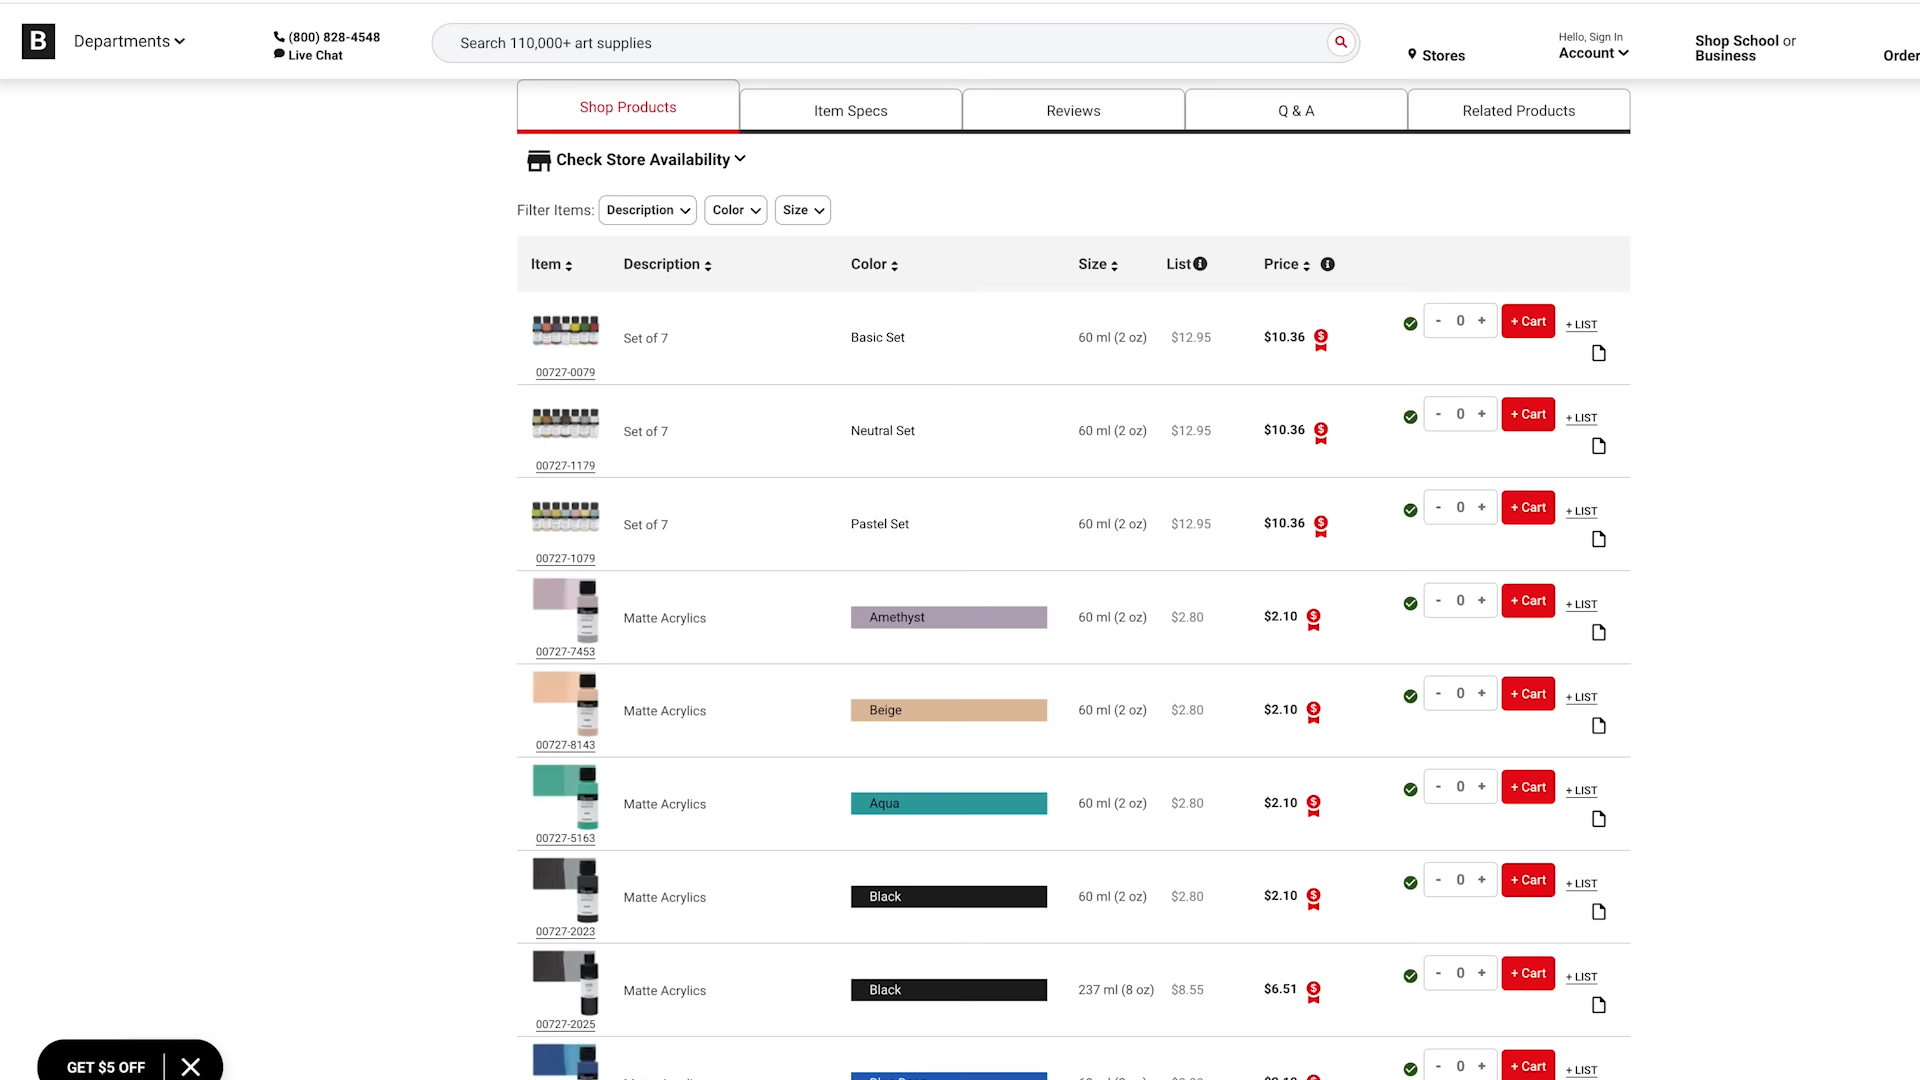 B
Departments
(800) 828-4548
Live Chat
Search 110,000+ art supplies
Stores
Hello, Sign In
Account
Shop School or
Business
Order
Shop Products
Item Specs
Reviews
Q & A
Related Products
Check Store Availability
Filter Items: Description Color Size
Item Description Color Size List Price
Set of 7 Basic Set 60 ml (2 oz) $12.95 $10.36 - 0 + + Cart + LIST
00727-0079
Set of 7 Neutral Set 60 ml (2 oz) $12.95 $10.36 - 0 + + Cart + LIST
00727-1179
Set of 7 Pastel Set 60 ml (2 oz) $12.95 $10.36 - 0 + + Cart + LIST
00727-1079
Matte Acrylics Amethyst 60 ml (2 oz) $2.80 $2.10 - 0 + + Cart + LIST
00727-7453
Matte Acrylics Beige 60 ml (2 oz) $2.80 $2.10 - 0 + + Cart + LIST
00727-8143
Matte Acrylics Aqua 60 ml (2 oz) $2.80 $2.10 - 0 + + Cart + LIST
00727-5163
Matte Acrylics Black 60 ml (2 oz) $2.80 $2.10 - 0 + + Cart + LIST
00727-2023
Matte Acrylics Black 237 ml (8 oz) $8.55 $6.51 - 0 + + Cart + LIST
00727-2025
- 0 + + Cart + LIST
GET $5 OFF